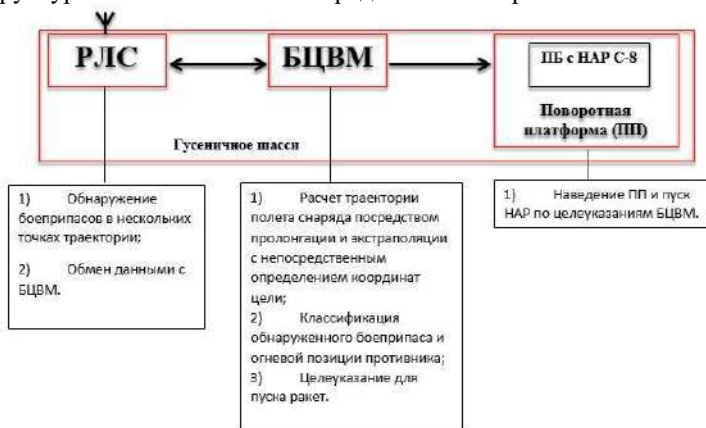 РЛС
БЦВМ
ПБ с НАР С-8
Поворотная
платформа (ПП)
Гусеничное шасси
1) Обнаружение
боеприпасов в нескольких
точках траектории;
2) Обмен данными с
БЦВМ.
1) Расчет траектории
полета снаряда посредством
пролонгации и экстраполяции
с непосредственным
определением координат
цели;
2) Классификация
обнаруженного боеприпаса и
огневой позиции противника;
3) Целеуказание для
пуска ракет.
1) Наведение ПП и пуск
НАР по целеуказаниям БЦВМ.